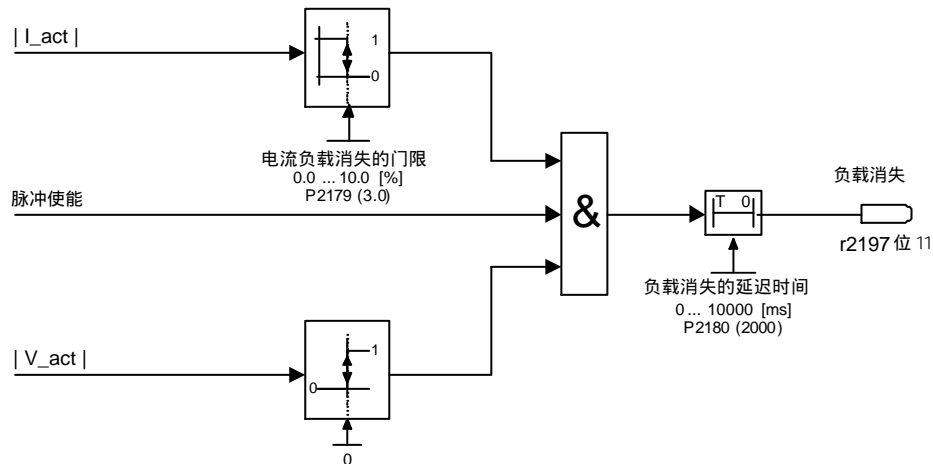 | I_act |
1
0
电流负载消失的门限
0.0 ... 10.0 [%]
P2179 (3.0)
脉冲使能
&
T 0
负载消失
r2197 位 11
负载消失的延迟时间
0 ... 10000 [ms]
P2180 (2000)
| V_act |
1
0
0